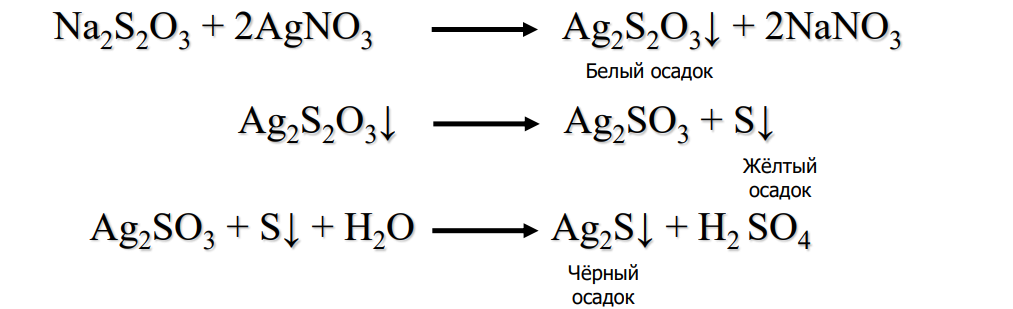 Na₂S₂O₃ + 2AgNO₃ ⟶ Ag₂S₂O₃↓ + 2NaNO₃
Белый осадок
Ag₂S₂O₃↓ ⟶ Ag₂SO₃ + S↓
Жёлтый
осадок
Ag₂SO₃ + S↓ + H₂O ⟶ Ag₂S↓ + H₂ SO₄
Чёрный
осадок